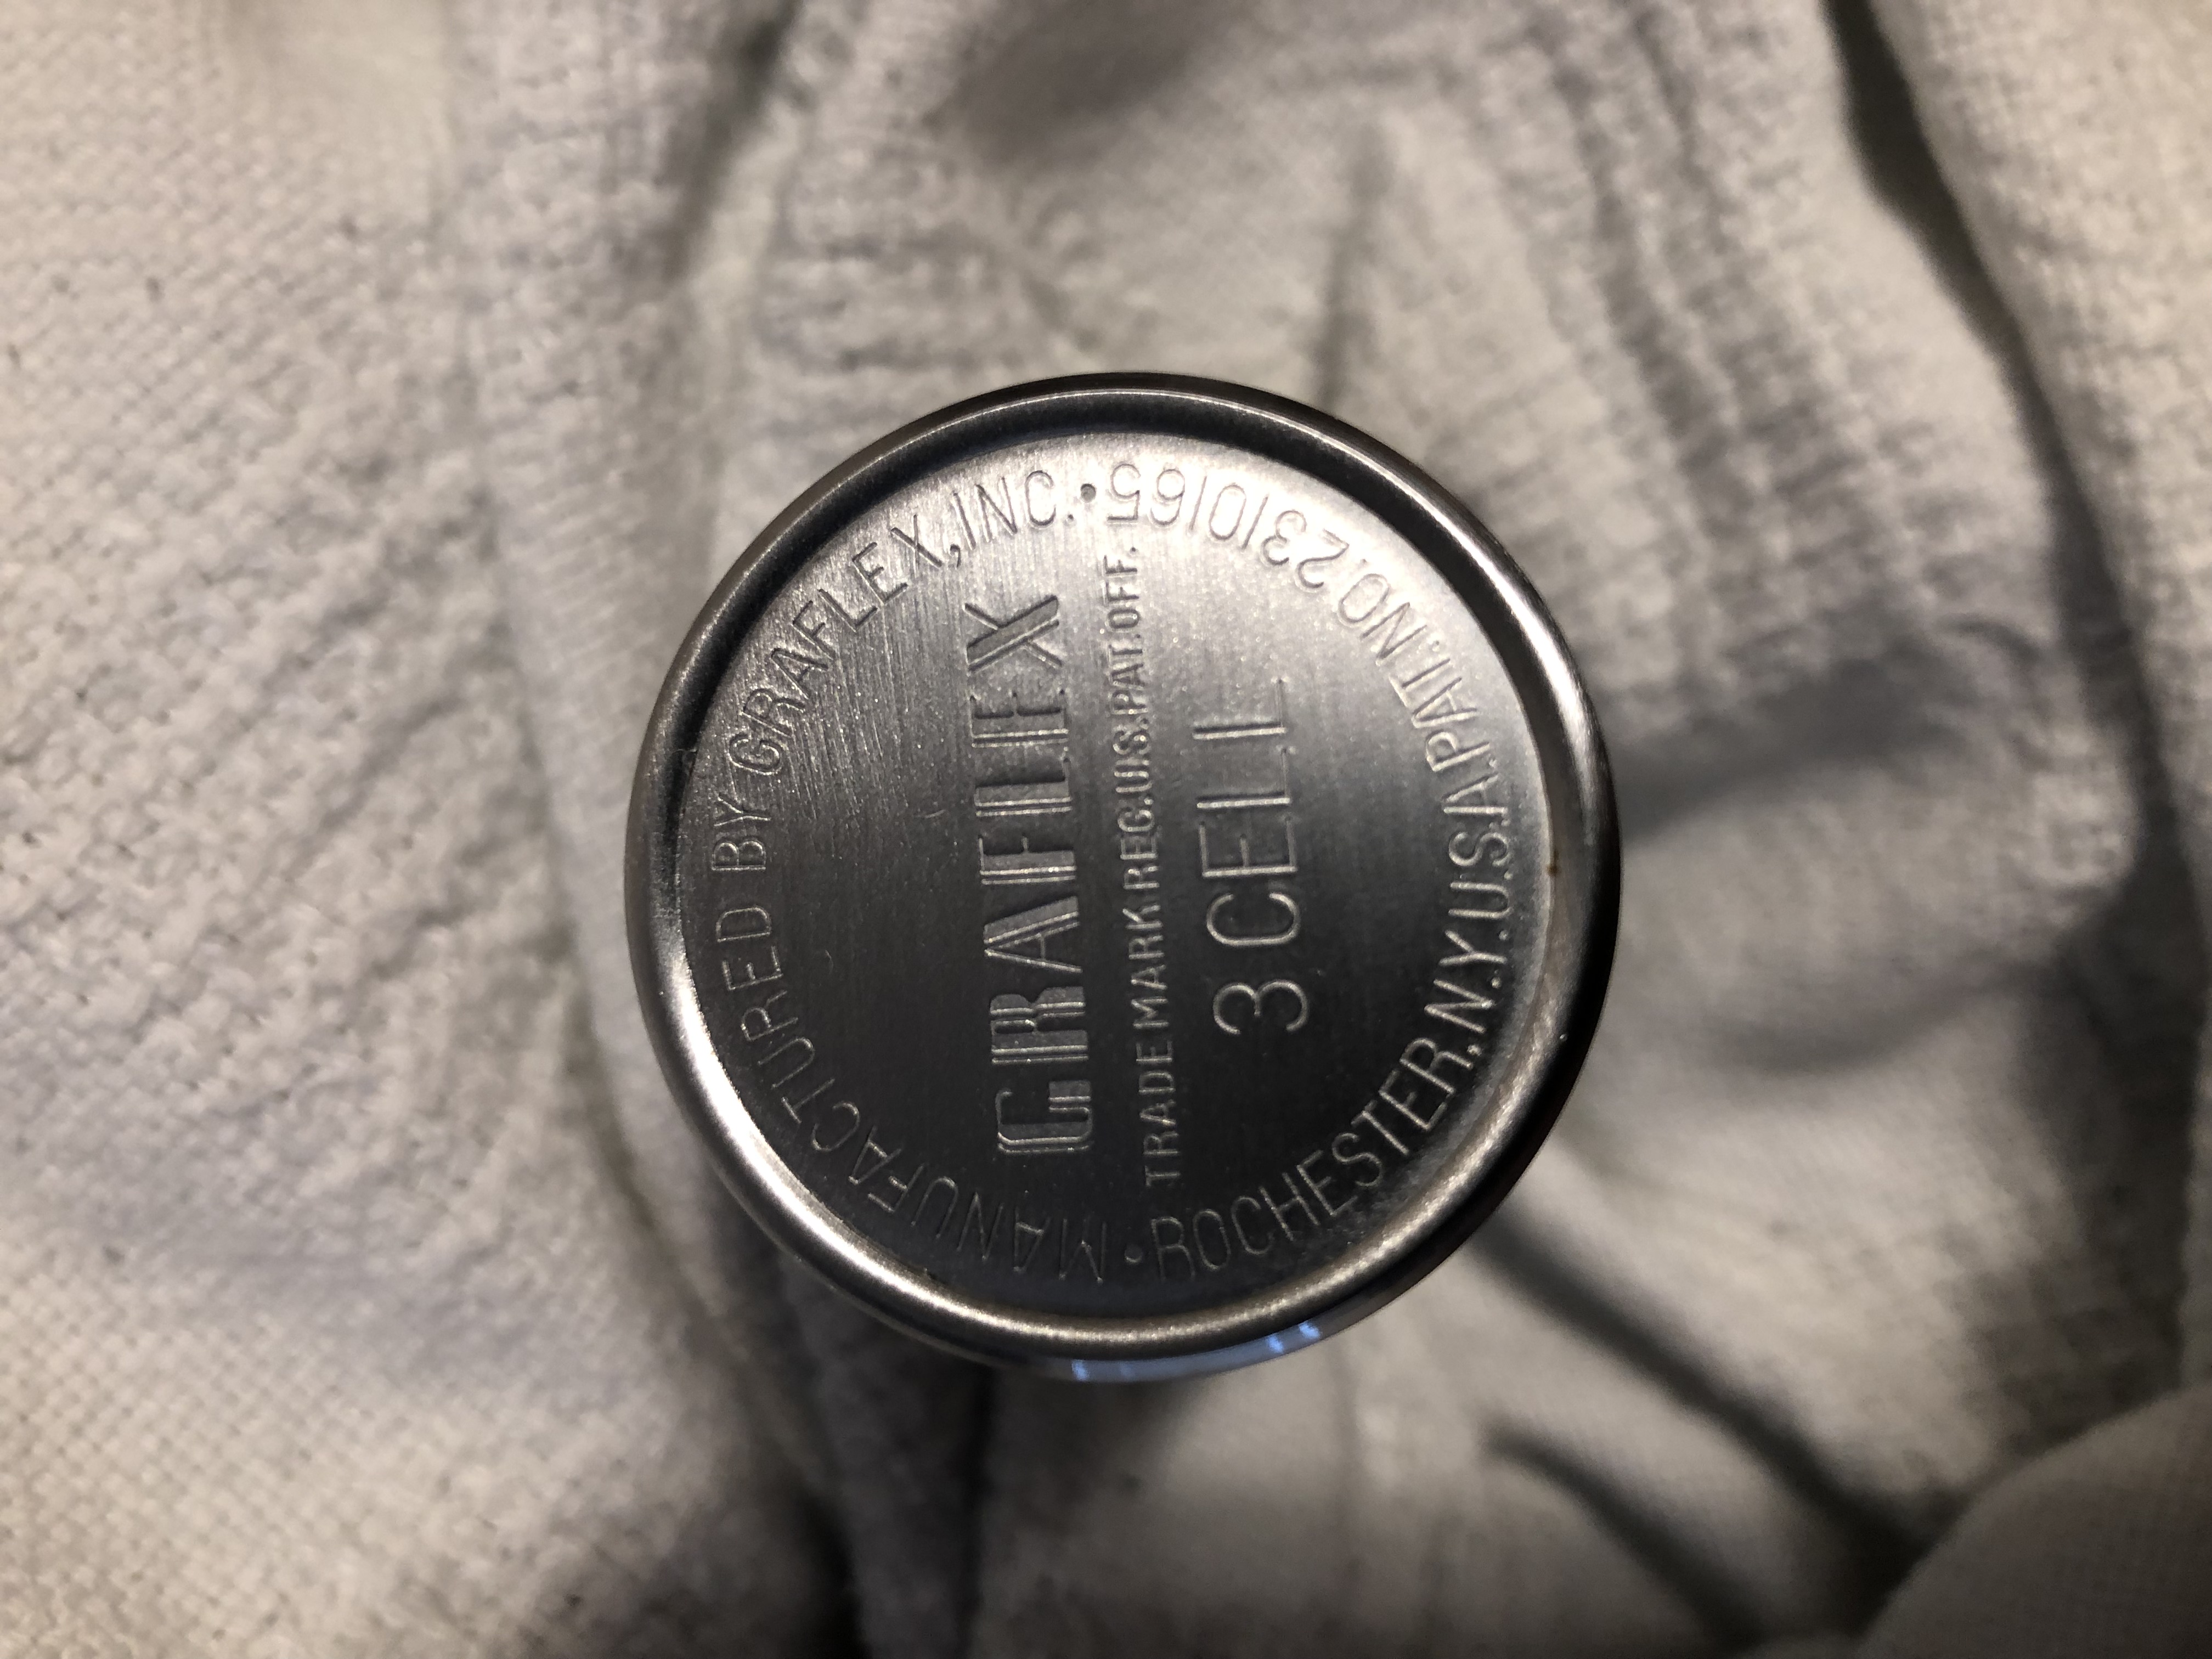 MANUFACTURED BY GRAFLEX, INC.
GRAFLEX
TRADE MARK REG. U.S. PAT. OFF.
3 CELL
ROCHESTER, N.Y. U.S.A. PAT. NO. 2310165